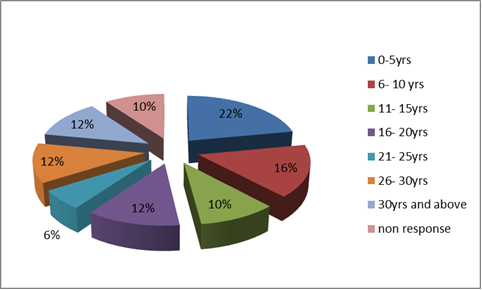 22%
16%
10%
12%
6%
12%
12%
10%
0-5yrs
6- 10 yrs
11- 15yrs
16- 20yrs
21- 25yrs
26- 30yrs
30yrs and above
non response